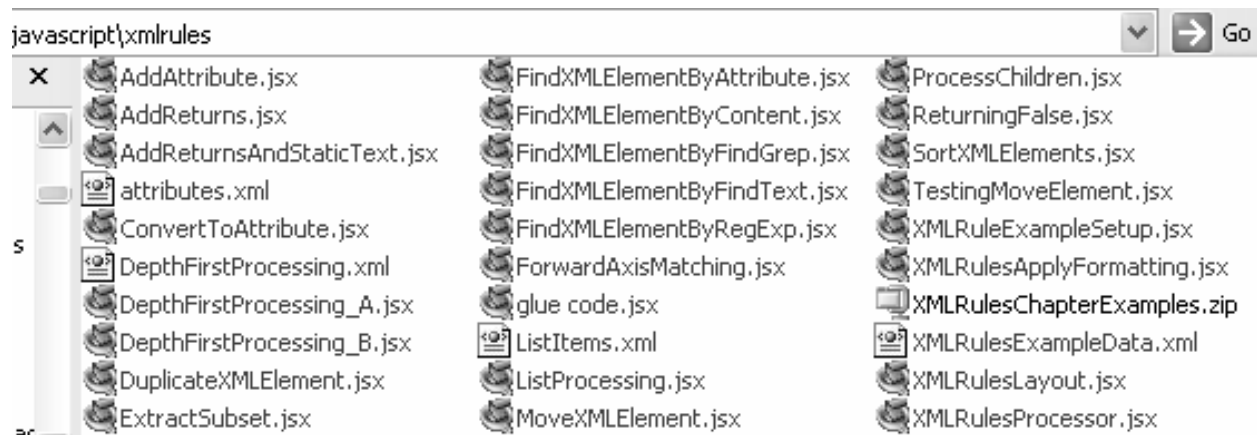 javascript\xmlrules
Go
AddAttribute.jsx
AddReturns.jsx
AddReturnsAndStaticText.jsx
attributes.xml
ConvertToAttribute.jsx
DepthFirstProcessing.xml
DepthFirstProcessing_A.jsx
DepthFirstProcessing_B.jsx
DuplicateXMLElement.jsx
ExtractSubset.jsx
FindXMLElementByAttribute.jsx
FindXMLElementByContent.jsx
FindXMLElementByFindGrep.jsx
FindXMLElementByFindText.jsx
FindXMLElementByRegExp.jsx
ForwardAxisMatching.jsx
glue code.jsx
ListItems.xml
ListProcessing.jsx
MoveXMLElement.jsx
ProcessChildren.jsx
ReturningFalse.jsx
SortXMLElements.jsx
TestingMoveElement.jsx
XMLRuleExampleSetup.jsx
XMLRulesApplyFormatting.jsx
XMLRulesChapterExamples.zip
XMLRulesExampleData.xml
XMLRulesLayout.jsx
XMLRulesProcessor.jsx
s